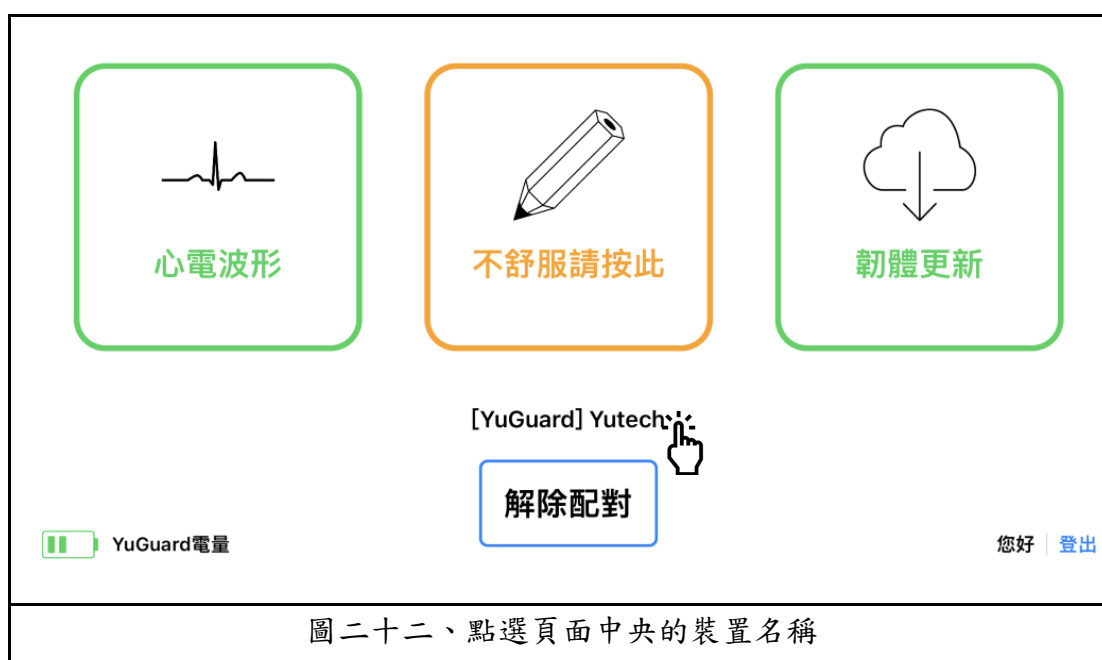 心電波形
不舒服請按此
韌體更新
[YuGuard] Yutech
解除配對
YuGuard電量
您好 登出
圖二十二、點選頁面中央的裝置名稱